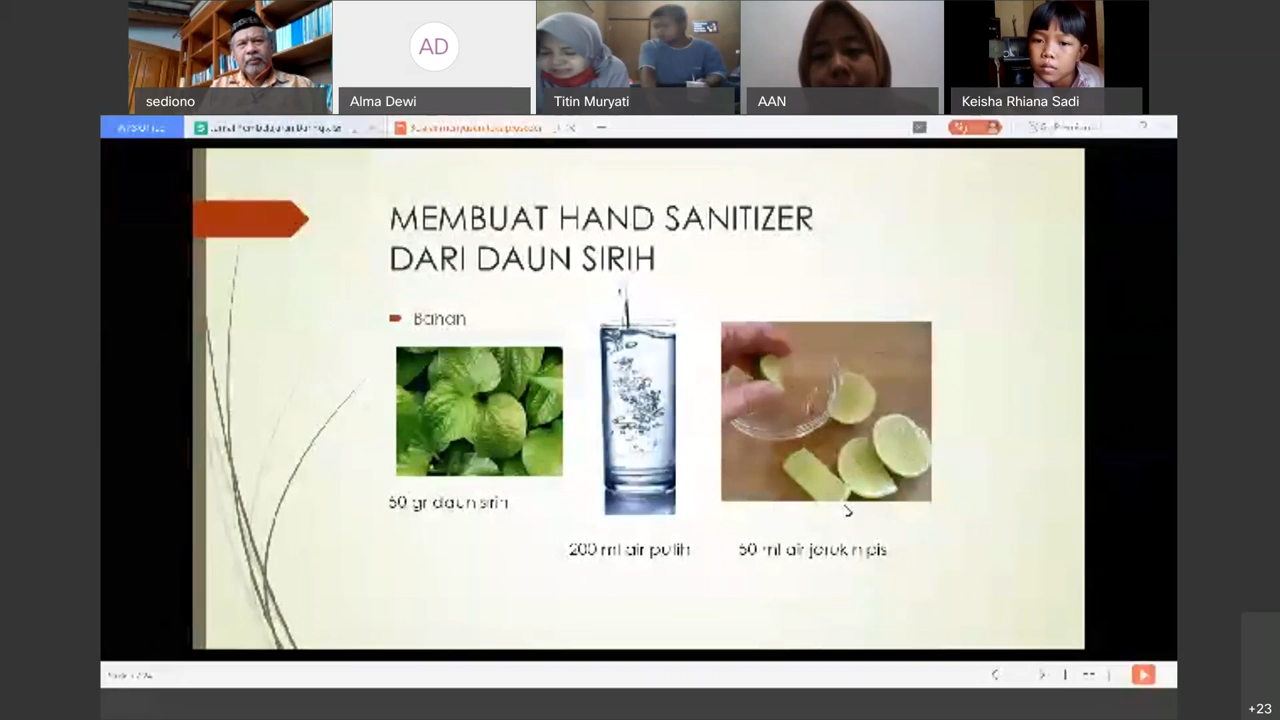 AD
sediono
Alma Dewi
Titin Muryati
AAN
Keisha Rhiana Sadi
MEMBUAT HAND SANITIZER
DARI DAUN SIRIH
Bahan
50 gr daun sirih
200 ml air putih
50 ml air jeruk nipis
+23